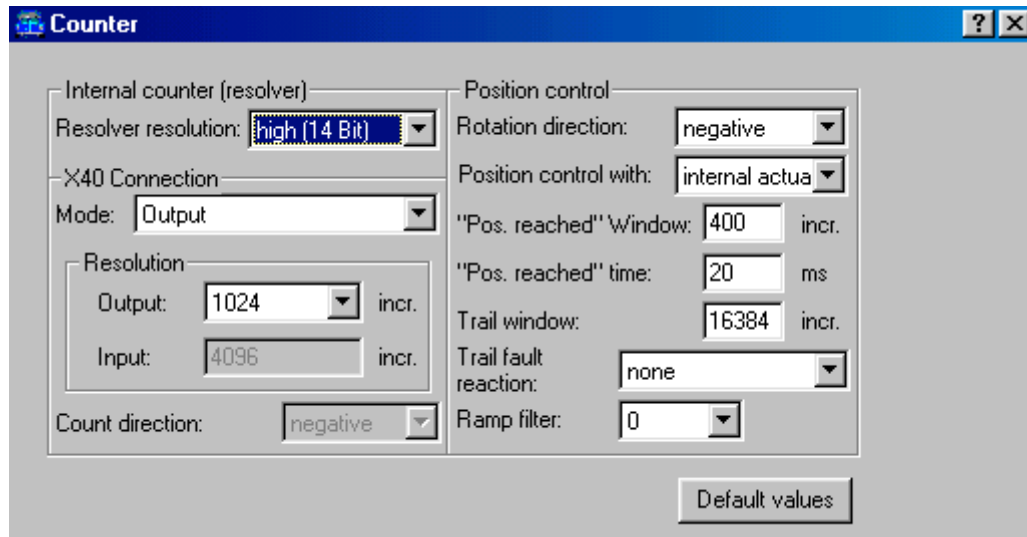 Counter
Internal counter (resolver)
Resolver resolution: high (14 Bit)
X40 Connection
Mode: Output
Resolution
Output: 1024 incr.
Input: 4096 incr.
Count direction: negative
Position control
Rotation direction: negative
Position control with: internal actua
"Pos. reached" Window: 400 incr.
"Pos. reached" time: 20 ms
Trail window: 16384 incr.
Trail fault
reaction: none
Ramp filter: 0
Default values